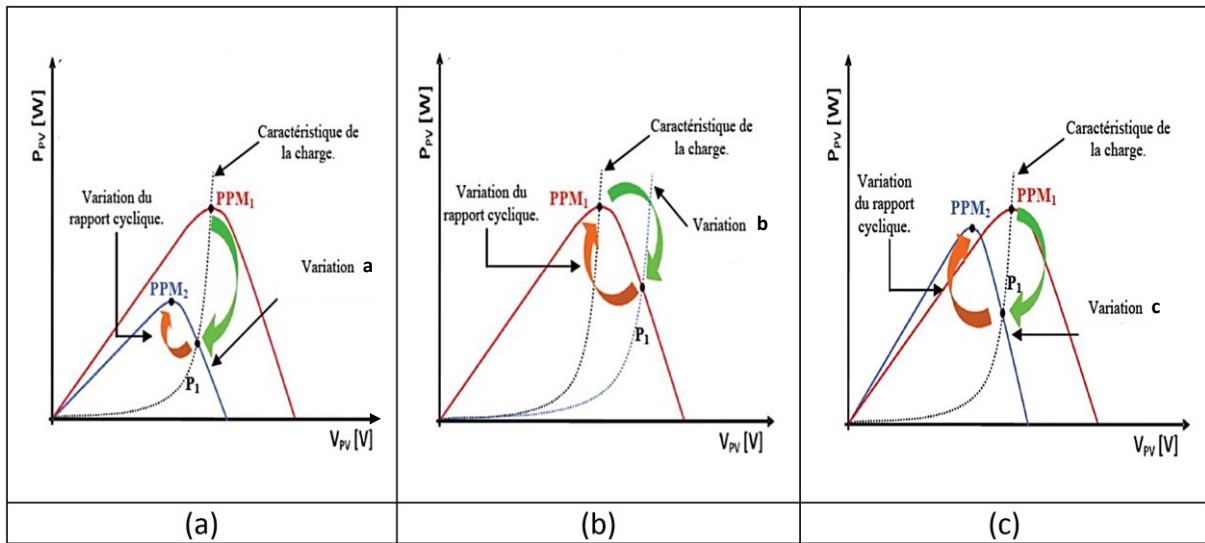 P_PV [W]
Caractéristique de
la charge.
Variation du
rapport cyclique.
PPM₁
Variation a
PPM₂
P₁
V_PV [V]
(a)
P_PV [W]
Caractéristique de
la charge.
PPM₁
Variation du
rapport cyclique.
Variation b
P₁
V_PV [V]
(b)
P_PV [W]
Caractéristique de
la charge.
Variation
du rapport
cyclique.
PPM₂
PPM₁
P₁
Variation c
V_PV [V]
(c)